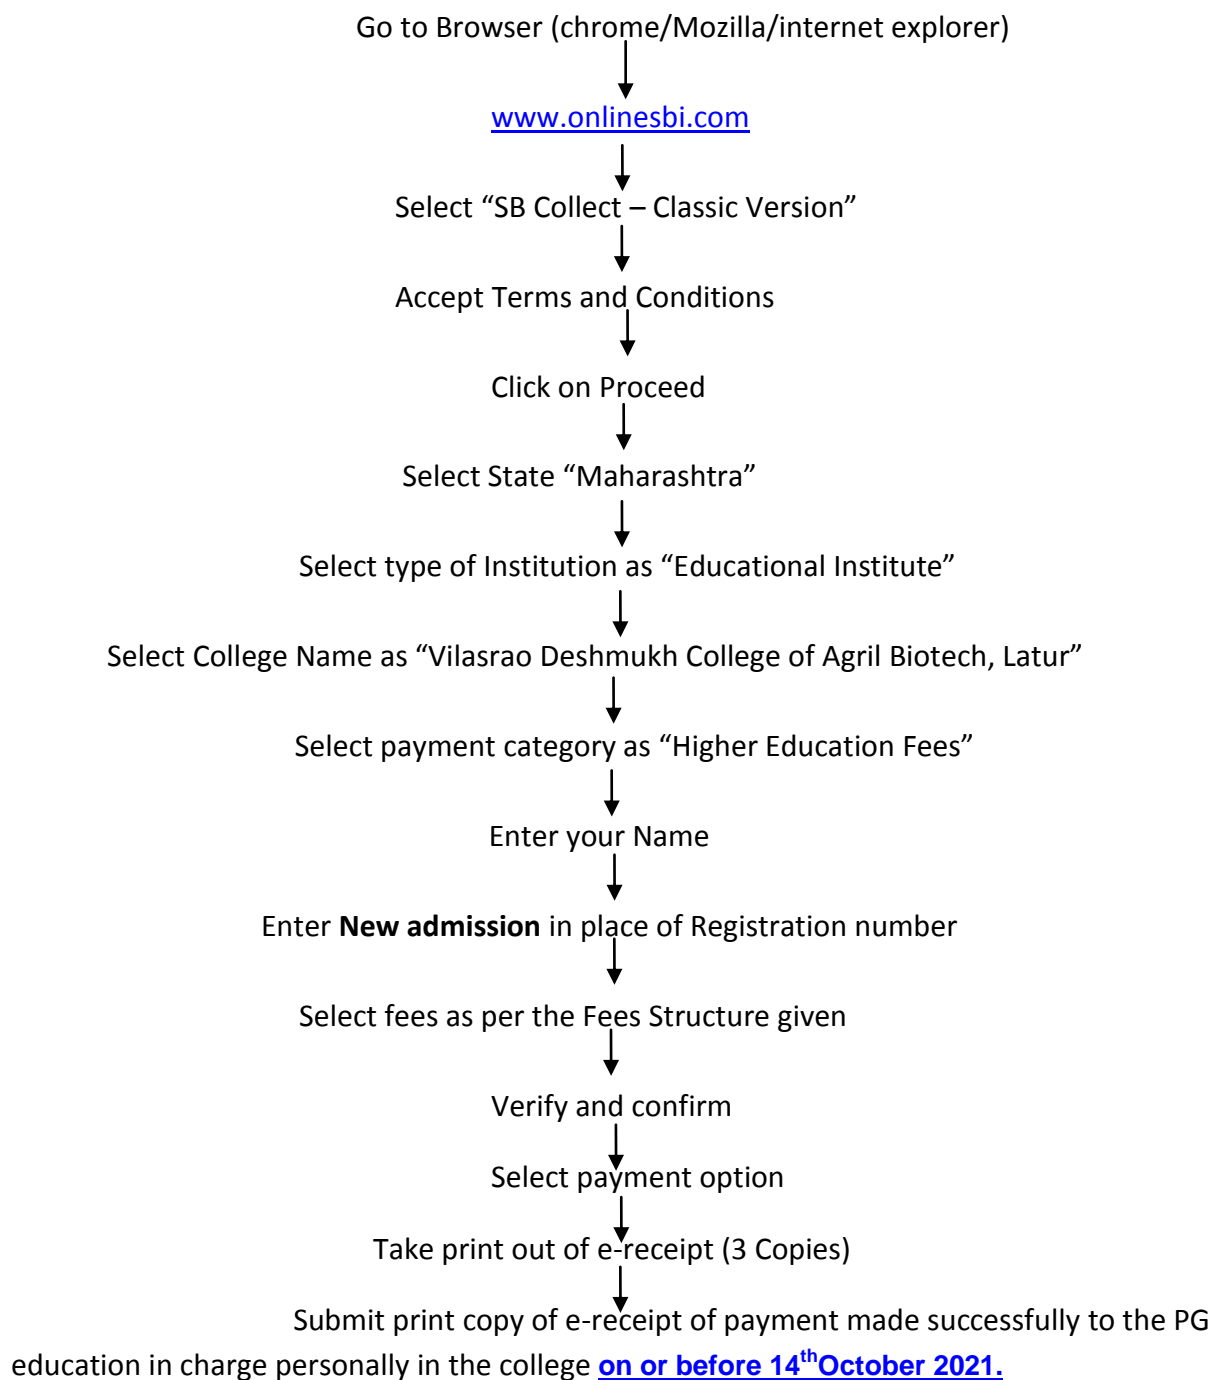 Go to Browser (chrome/Mozilla/internet explorer)
www.onlinesbi.com
Select “SB Collect – Classic Version”
Accept Terms and Conditions
Click on Proceed
Select State “Maharashtra”
Select type of Institution as “Educational Institute”
Select College Name as “Vilasrao Deshmukh College of Agril Biotech, Latur”
Select payment category as “Higher Education Fees”
Enter your Name
Enter New admission in place of Registration number
Select fees as per the Fees Structure given
Verify and confirm
Select payment option
Take print out of e-receipt (3 Copies)
Submit print copy of e-receipt of payment made successfully to the PG
education in charge personally in the college on or before 14thOctober 2021.